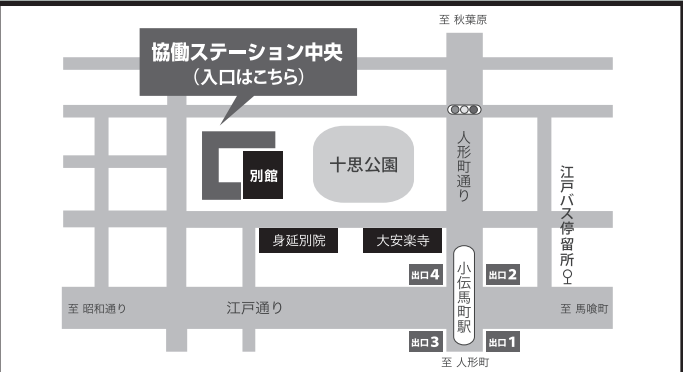 至 秋葉原
協働ステーション中央
（入口はこちら）
人形町通り
十思公園
別館
江戸バス停留所
身延別院
大安楽寺
小伝馬町駅
出口4
出口2
至 昭和通り
江戸通り
至 馬喰町
出口3
出口1
至 人形町